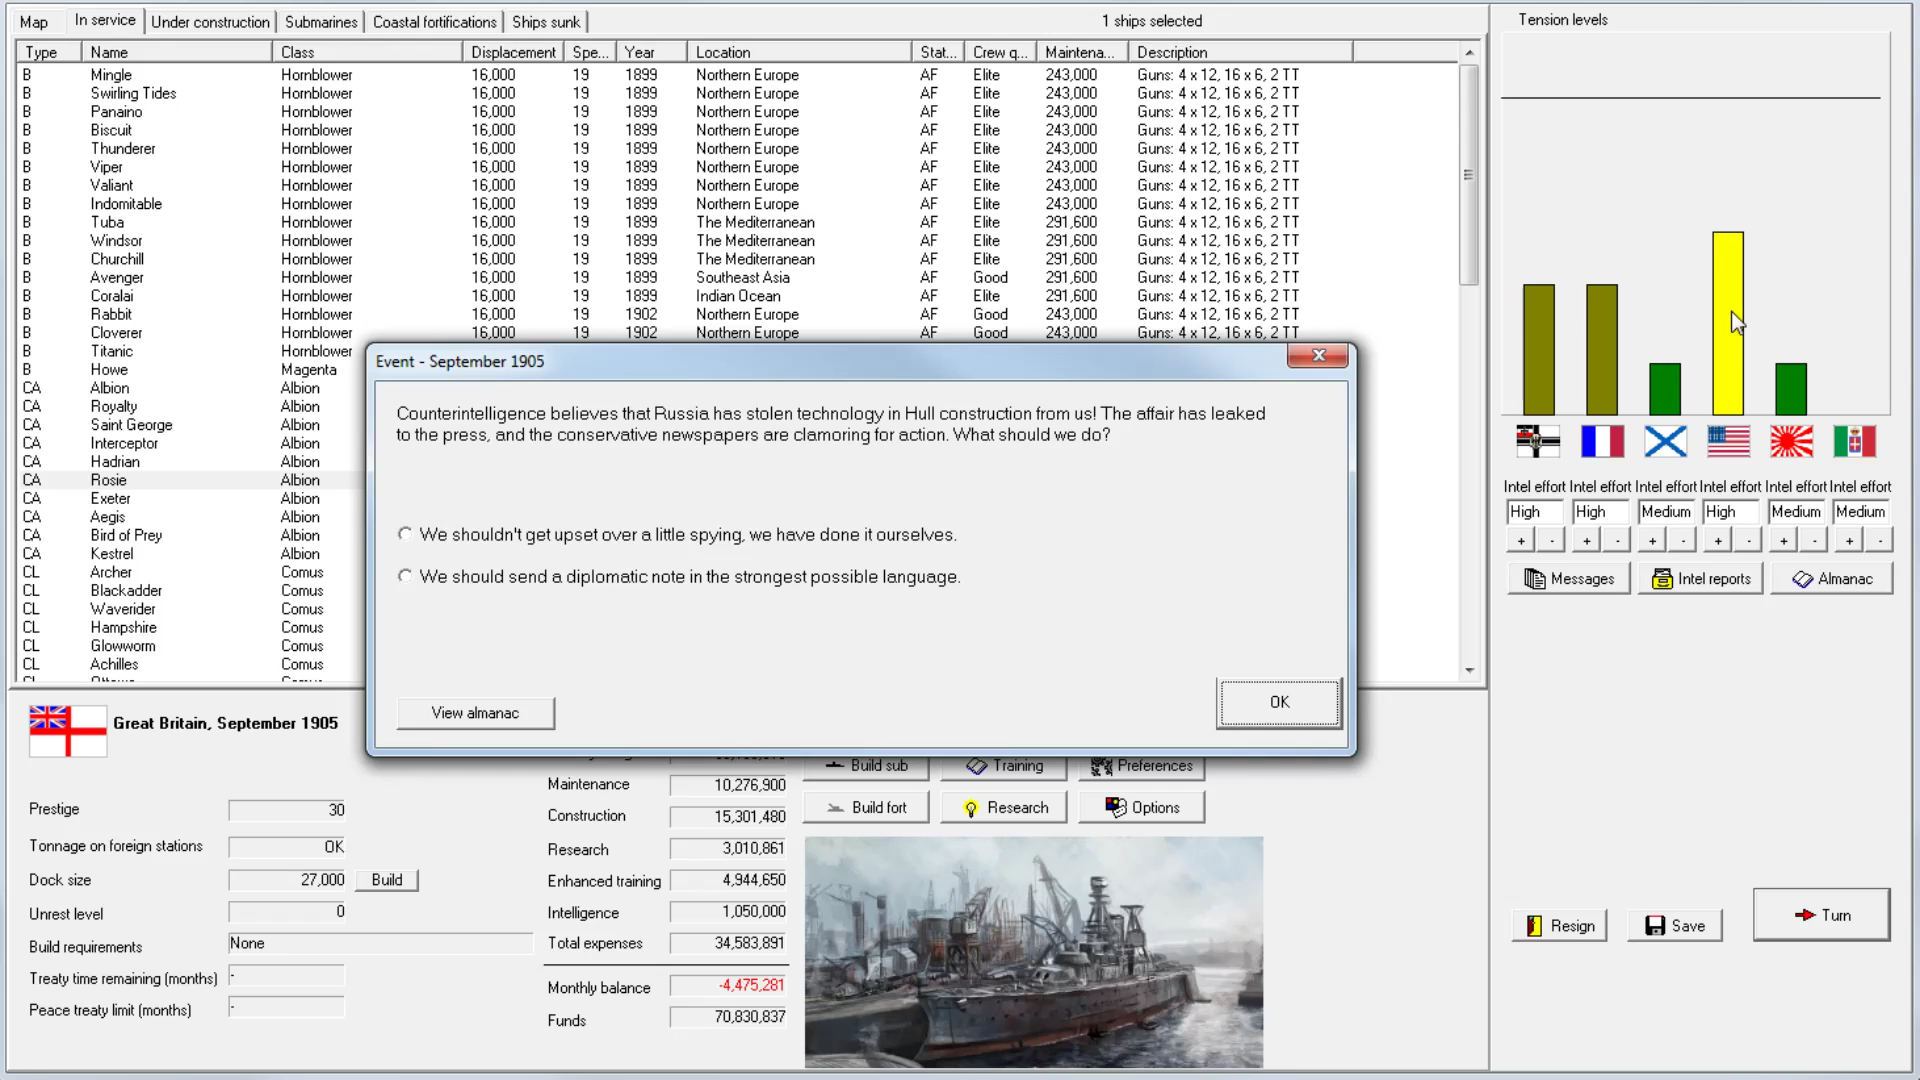 Map In service Under construction Submarines Coastal fortifications Ships sunk 1 ships selected
Type Name Class Displacement Spe... Year Location Stat... Crew q... Maintena... Description
B Mingle Hornblower 16,000 19 1899 Northern Europe AF Elite 243,000 Guns: 4 x 12, 16 x 6, 2 TT
B Swirling Tides Hornblower 16,000 19 1899 Northern Europe AF Elite 243,000 Guns: 4 x 12, 16 x 6, 2 TT
B Panaino Hornblower 16,000 19 1899 Northern Europe AF Elite 243,000 Guns: 4 x 12, 16 x 6, 2 TT
B Biscuit Hornblower 16,000 19 1899 Northern Europe AF Elite 243,000 Guns: 4 x 12, 16 x 6, 2 TT
B Thunderer Hornblower 16,000 19 1899 Northern Europe AF Elite 243,000 Guns: 4 x 12, 16 x 6, 2 TT
B Viper Hornblower 16,000 19 1899 Northern Europe AF Elite 243,000 Guns: 4 x 12, 16 x 6, 2 TT
B Valiant Hornblower 16,000 19 1899 Northern Europe AF Elite 243,000 Guns: 4 x 12, 16 x 6, 2 TT
B Indomitable Hornblower 16,000 19 1899 Northern Europe AF Elite 243,000 Guns: 4 x 12, 16 x 6, 2 TT
B Tuba Hornblower 16,000 19 1899 The Mediterranean AF Elite 291,600 Guns: 4 x 12, 16 x 6, 2 TT
B Windsor Hornblower 16,000 19 1899 The Mediterranean AF Elite 291,600 Guns: 4 x 12, 16 x 6, 2 TT
B Churchill Hornblower 16,000 19 1899 The Mediterranean AF Elite 291,600 Guns: 4 x 12, 16 x 6, 2 TT
B Avenger Hornblower 16,000 19 1899 Southeast Asia AF Good 291,600 Guns: 4 x 12, 16 x 6, 2 TT
B Coralai Hornblower 16,000 19 1899 Indian Ocean AF Elite 291,600 Guns: 4 x 12, 16 x 6, 2 TT
B Rabbit Hornblower 16,000 19 1902 Northern Europe AF Good 243,000 Guns: 4 x 12, 16 x 6, 2 TT
B Cloverer Hornblower 16,000 19 1902 Northern Europe AF Good 243,000 Guns: 4 x 12, 16 x 6, 2 TT
B Titanic Hornblower
B Howe Magenta
CA Albion Albion
CA Royalty Albion
CA Saint George Albion
CA Interceptor Albion
CA Hadrian Albion
CA Rosie Albion
CA Exeter Albion
CA Aegis Albion
CA Bird of Prey Albion
CA Kestrel Albion
CL Archer Comus
CL Blackadder Comus
CL Waverider Comus
CL Hampshire Comus
CL Glowworm Comus
CL Achilles Comus
Event - September 1905
Counterintelligence believes that Russia has stolen technology in Hull construction from us! The affair has leaked
to the press, and the conservative newspapers are clamoring for action. What should we do?
We shouldn't get upset over a little spying, we have done it ourselves.
We should send a diplomatic note in the strongest possible language.
View almanac OK
Tension levels
Intel effort Intel effort Intel effort Intel effort Intel effort Intel effort
High High Medium High Medium Medium
+ - + - + - + - + - + -
Messages Intel reports Almanac
Great Britain, September 1905
Prestige 30
Tonnage on foreign stations OK
Dock size 27,000 Build
Unrest level 0
Build requirements None
Treaty time remaining (months) -
Peace treaty limit (months) -
Maintenance 10,276,900
Construction 15,301,480
Research 3,010,861
Enhanced training 4,944,650
Intelligence 1,050,000
Total expenses 34,583,891
Monthly balance -4,475,281
Funds 70,830,837
Build sub Training Preferences
Build fort Research Options
Resign Save Turn